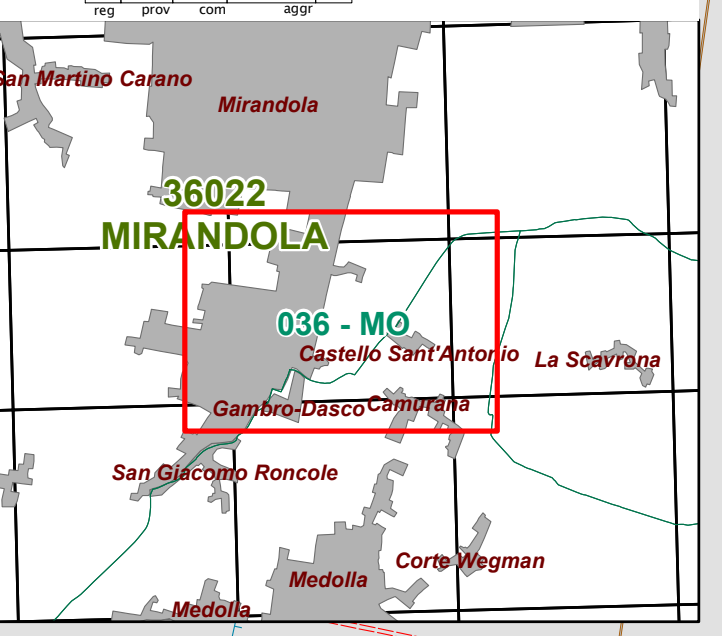 reg prov com aggr
San Martino Carano
Mirandola
36022
MIRANDOLA
036 - MO
Castello Sant'Antonio
La Scavrona
Gambro-Dasco
Camurana
San Giacomo Roncole
Corte Wegman
Medolla
Medolla